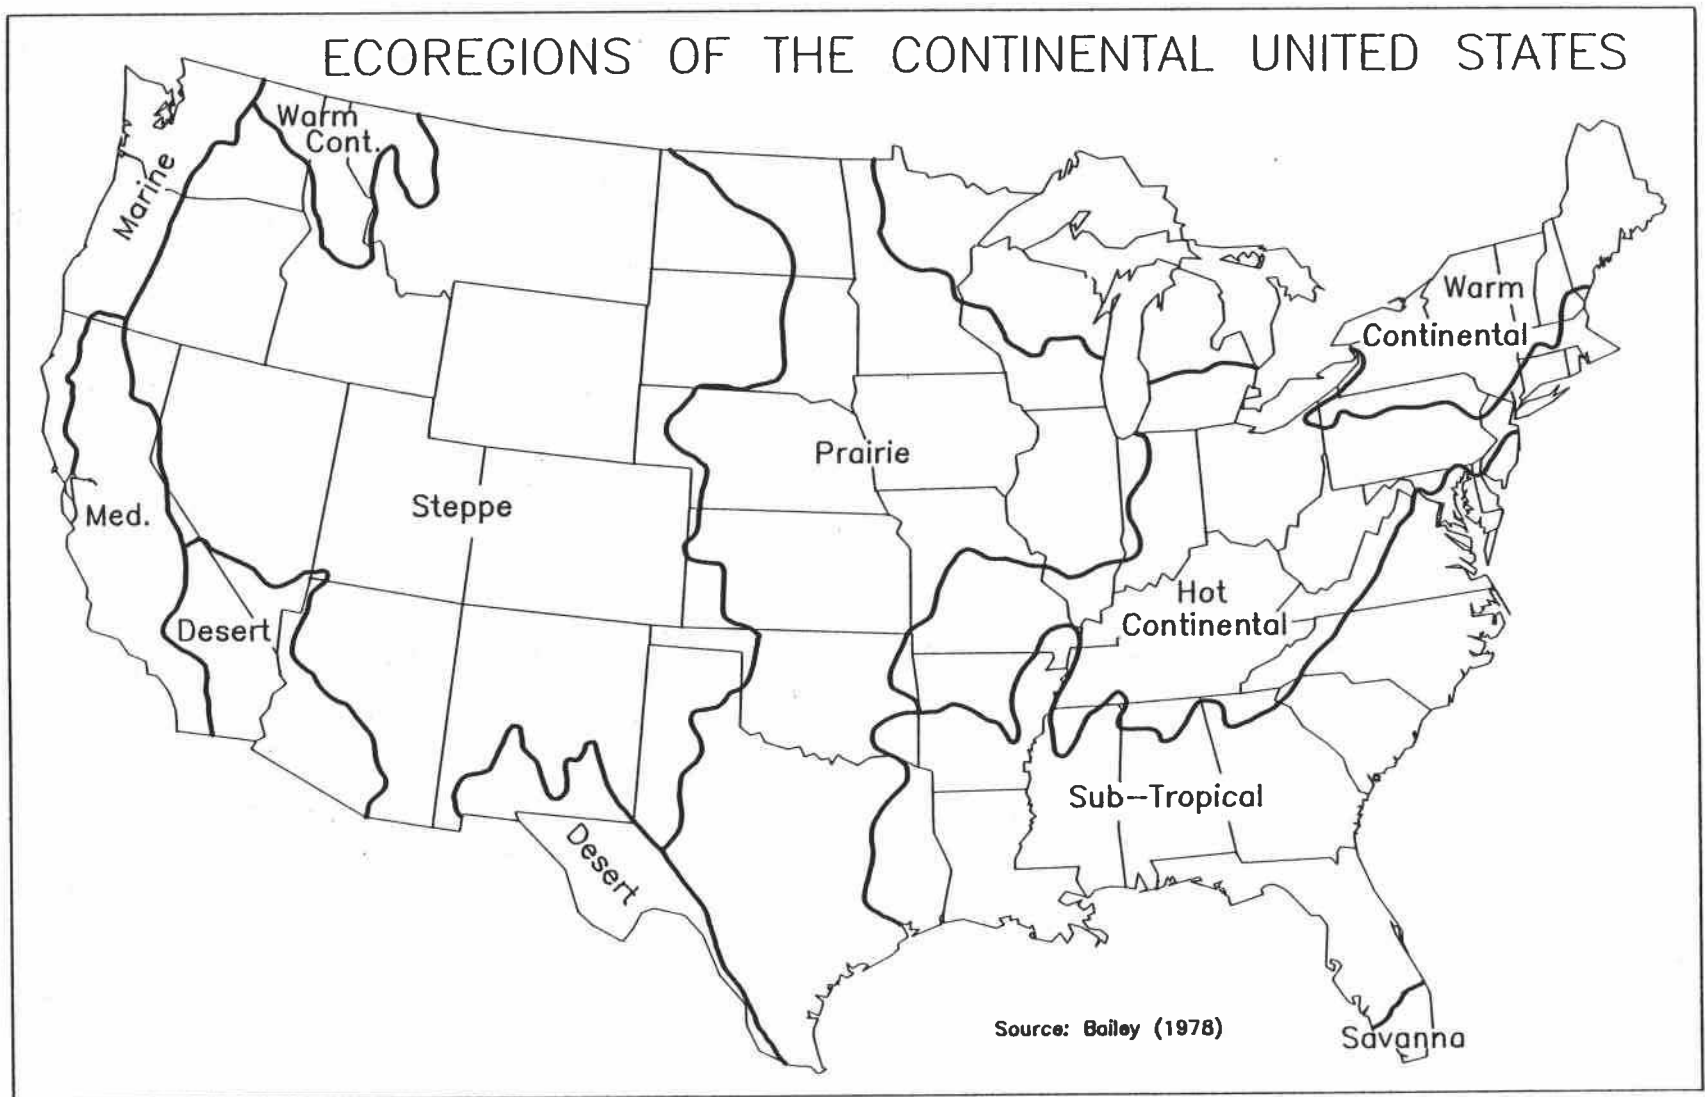 ECOREGIONS OF THE CONTINENTAL UNITED STATES
Warm
Cont.
Marine
Warm
Continental
Prairie
Steppe
Med.
Hot
Continental
Desert
Sub-Tropical
Desert
Source: Bailey (1978)
Savanna